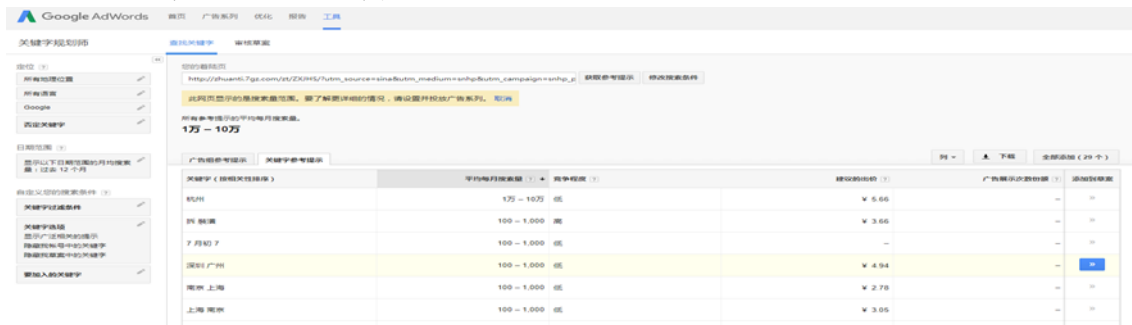 Google AdWords 首页 广告系列 优化 报告 工具
关键字规划师 查找关键字 审核草案
定位
所有地理位置
所有语言
Google
否定关键字
日期范围
显示以下日期范围的月均搜索
量：过去 12 个月
自定义您的搜索条件
关键字过滤条件
关键字选项
显示广泛相关的提示
隐藏我账号中的关键字
隐藏我草案中的关键字
要加入的关键字
您的着陆页
http://zhuanti.7gz.com/zt/ZXJH5/?utm_source=sina&utm_medium=snhp&utm_campaign=snhp_p 获取参考提示 修改搜索条件
此网页显示的是搜索量范围。要了解更详细的情况，请设置并投放广告系列。 取消
所有参考提示的平均每月搜索量。
1万 – 10万
广告组参考提示 关键字参考提示 列 下载 全部添加 ( 29 个 )
关键字 ( 按相关性排序 ) 平均每月搜索量 竞争程度 建议的出价 广告展示次数份额 添加到草案
杭州 1万 – 10万 低 ¥ 5.66 –
100 – 1,000 高 ¥ 3.66 –
7 月初 7 100 – 1,000 低 – –
深圳 广州 100 – 1,000 低 ¥ 4.94 –
南京 上海 100 – 1,000 低 ¥ 2.78 –
上海 南京 100 – 1,000 低 ¥ 3.05 –